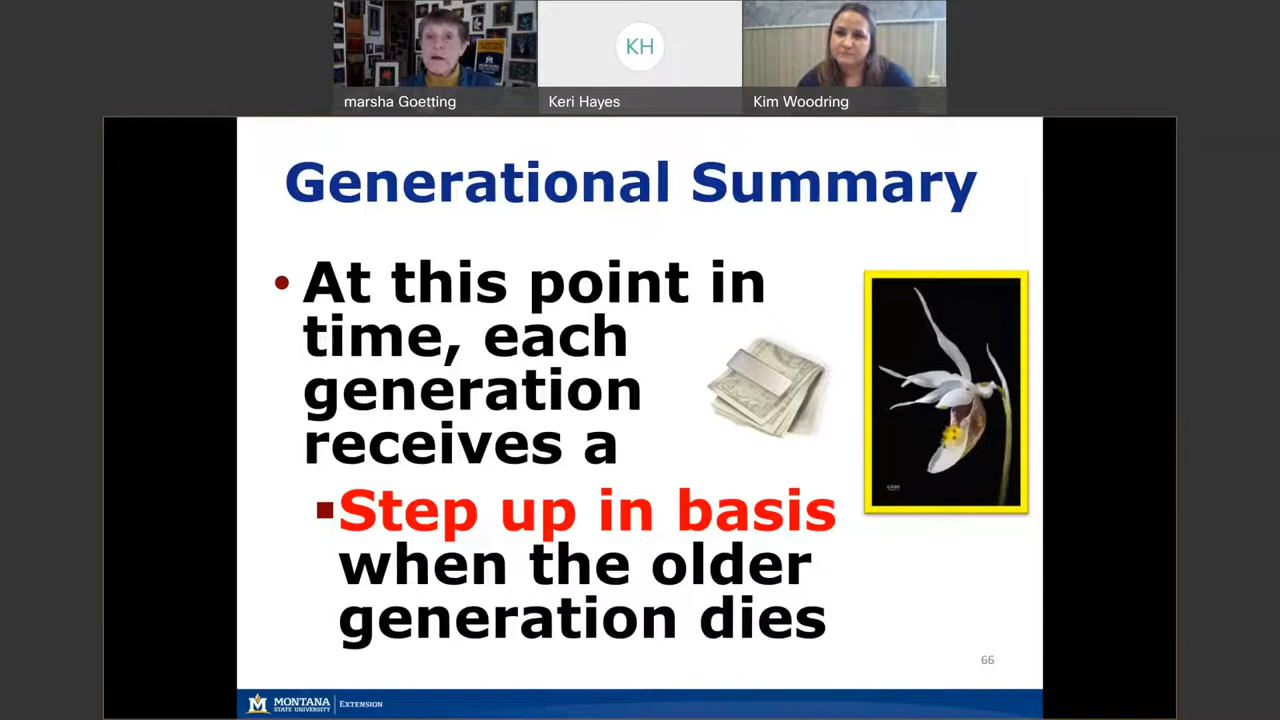 KH
marsha Goetting
Keri Hayes
Kim Woodring
Generational Summary
• At this point in
time, each
generation
receives a
▪Step up in basis
when the older
generation dies
66
M MONTANA
STATE UNIVERSITY
EXTENSION